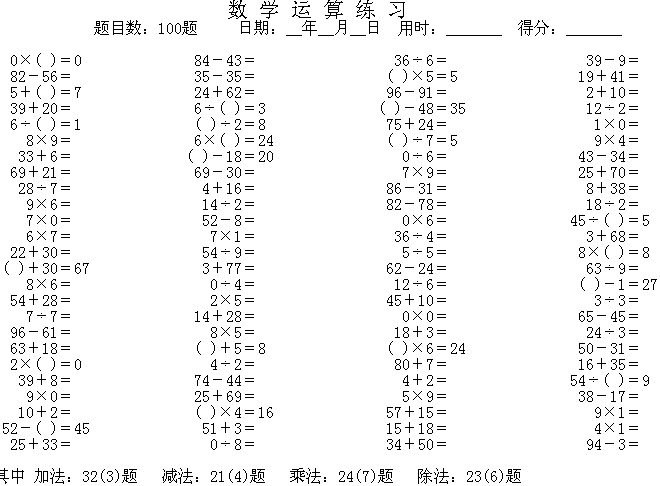 数 学 运 算 练 习
题目数：100题 日期：__年__月__日 用时：_______ 得分：_______
0×( )=0 84-43= 36÷6= 39-9=
82-56= 35-35= ( )×5=5 19+41=
5+( )=7 24+62= 96-91= 2+10=
39+20= 6÷( )=3 ( )-48=35 12÷2=
6÷( )=1 ( )÷2=8 75+24= 1×0=
8×9= 6×( )=24 ( )÷7=5 9×4=
33+6= ( )-18=20 0÷6= 43-34=
69+21= 69-30= 7×9= 25+70=
28÷7= 4+16= 86-31= 8+38=
9×6= 14÷2= 82-78= 18÷2=
7×0= 52-8= 0×6= 45÷( )=5
6×7= 7×1= 36÷4= 3+68=
22+30= 54÷9= 5÷5= 8×( )=8
( )+30=67 3+77= 62-24= 63÷9=
8×6= 0÷4= 12÷6= ( )-1=27
54+28= 2×5= 45+10= 3÷3=
7÷7= 14+28= 0×0= 65-45=
96-61= 8×5= 18+3= 24÷3=
63+18= ( )+5=8 ( )×6=24 50-31=
2×( )=0 4÷2= 80+7= 16+35=
39+8= 74-44= 4+2= 54÷( )=9
9×0= 25+69= 5×9= 38-17=
10+2= ( )×4=16 57+15= 9×1=
52-( )=45 51+3= 15+18= 4×1=
25+33= 0÷8= 34+50= 94-3=
其中 加法：32(3)题 减法：21(4)题 乘法：24(7)题 除法：23(6)题